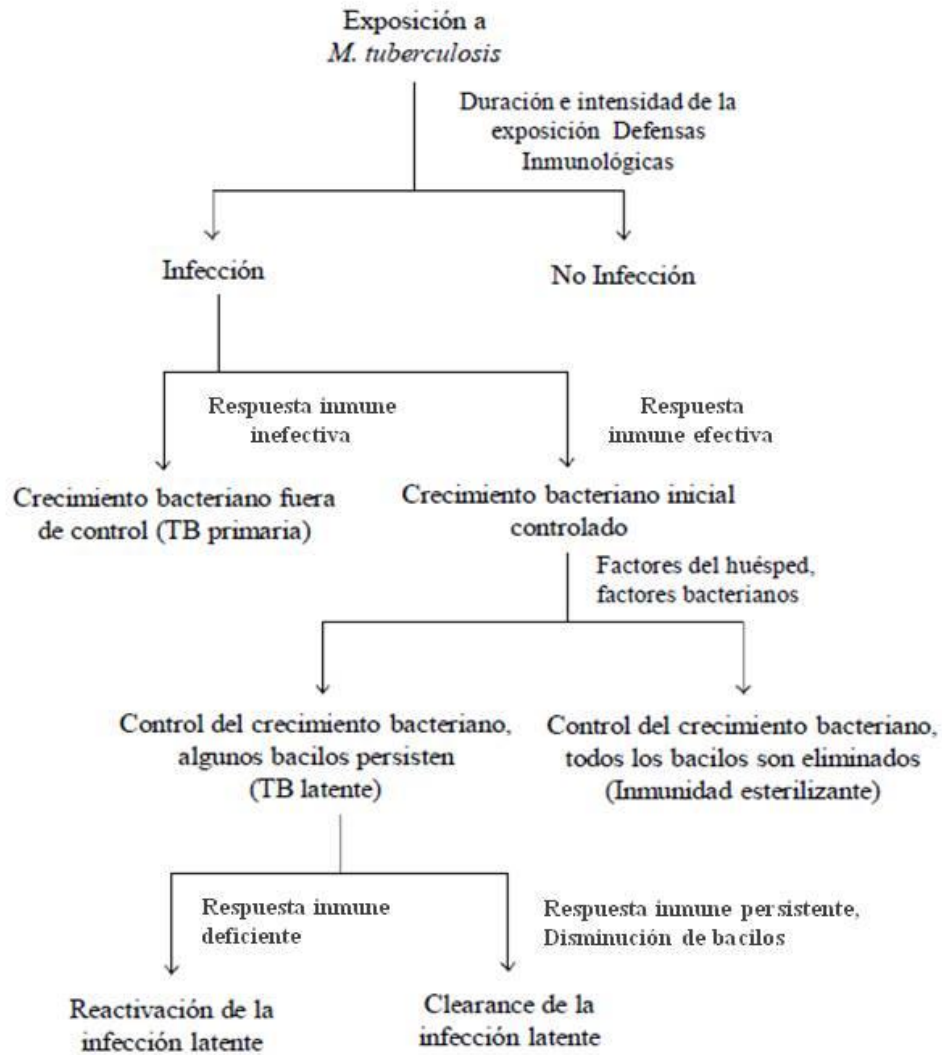 Exposición a
M. tuberculosis
Duración e intensidad de la
exposición Defensas
Inmunológicas
Infección
No Infección
Respuesta inmune
inefectiva
Respuesta
inmune efectiva
Crecimiento bacteriano fuera
de control (TB primaria)
Crecimiento bacteriano inicial
controlado
Factores del huésped,
factores bacterianos
Control del crecimiento bacteriano,
algunos bacilos persisten
(TB latente)
Control del crecimiento bacteriano,
todos los bacilos son eliminados
(Inmunidad esterilizante)
Respuesta inmune
deficiente
Respuesta inmune persistente,
Disminución de bacilos
Reactivación de la
infección latente
Clearance de la
infección latente